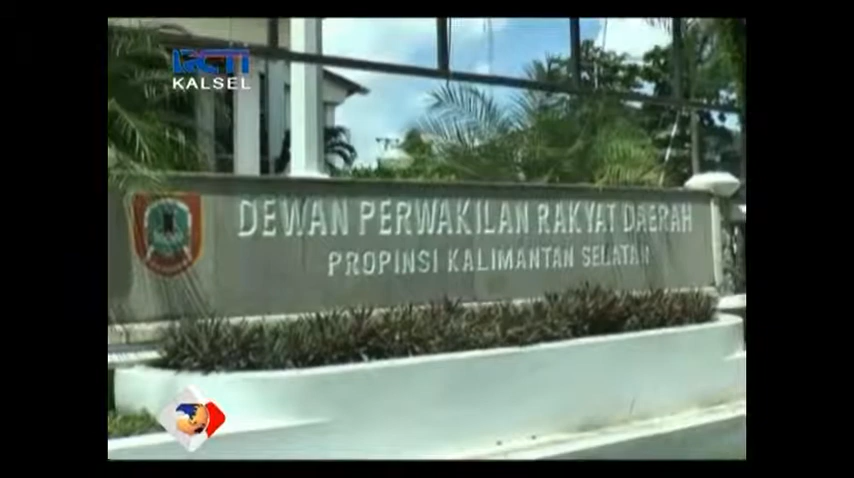 RCTI
KALSEL
DEWAN PERWAKILAN RAKYAT DAERAH
PROPINSI KALIMANTAN SELATAN